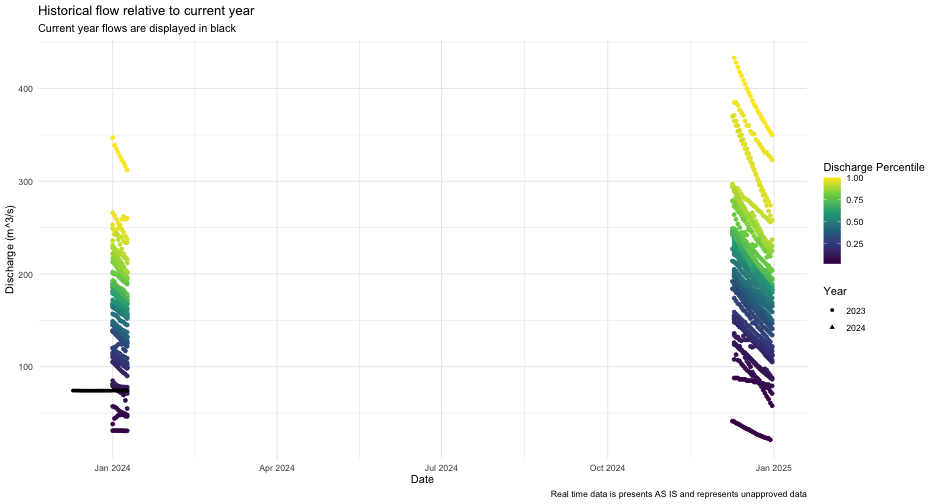 Historical flow relative to current year
Current year flows are displayed in black
Discharge (m^3/s)
400
300
200
100
Jan 2024
Apr 2024
Jul 2024
Oct 2024
Jan 2025
Date
Discharge Percentile
1.00
0.75
0.50
0.25
Year
2023
2024
Real time data is presents AS IS and represents unapproved data